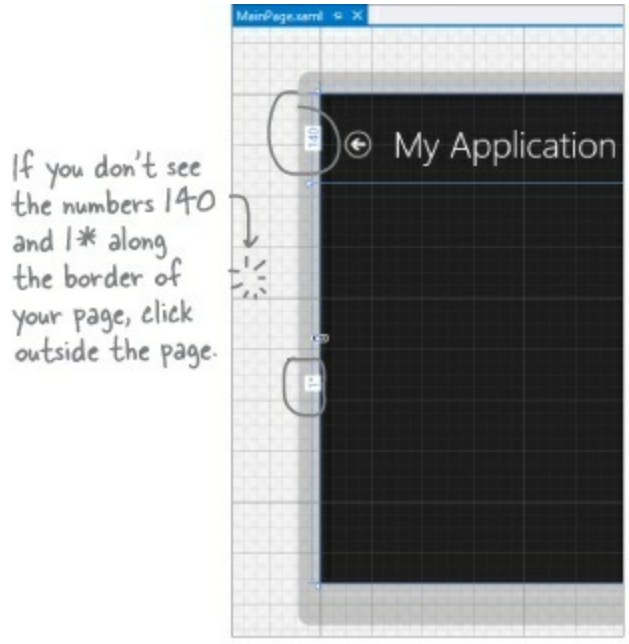 MainPage.xaml
140
My Application
If you don't see
the numbers 140
and 1* along
the border of
your page, click
outside the page.
1*